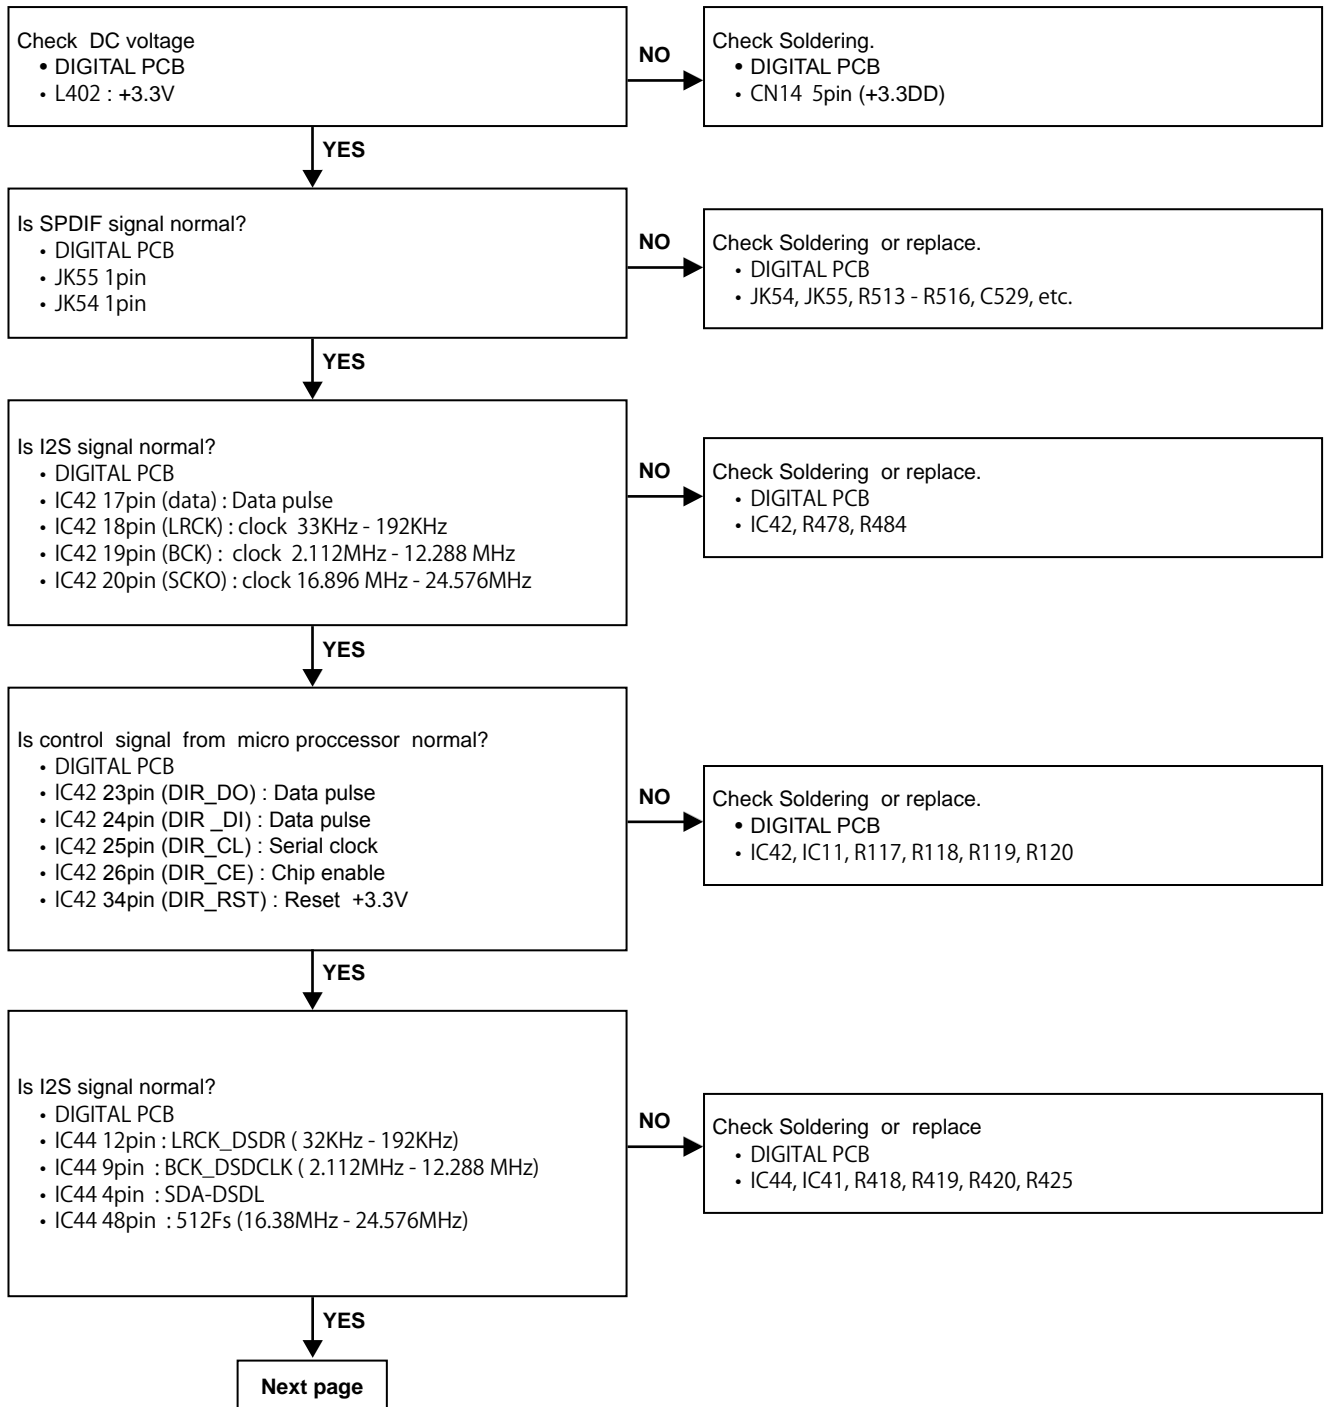 Check DC voltage
• DIGITAL PCB
• L402 : +3.3V
NO
Check Soldering.
• DIGITAL PCB
• CN14 5pin (+3.3DD)
YES
Is SPDIF signal normal?
• DIGITAL PCB
• JK55 1pin
• JK54 1pin
NO
Check Soldering or replace.
• DIGITAL PCB
• JK54, JK55, R513 - R516, C529, etc.
YES
Is I2S signal normal?
• DIGITAL PCB
• IC42 17pin (data) : Data pulse
• IC42 18pin (LRCK) : clock 33KHz - 192KHz
• IC42 19pin (BCK) : clock 2.112MHz - 12.288 MHz
• IC42 20pin (SCKO) : clock 16.896 MHz - 24.576MHz
NO
Check Soldering or replace.
• DIGITAL PCB
• IC42, R478, R484
YES
Is control signal from micro proccessor normal?
• DIGITAL PCB
• IC42 23pin (DIR_DO) : Data pulse
• IC42 24pin (DIR _DI) : Data pulse
• IC42 25pin (DIR_CL) : Serial clock
• IC42 26pin (DIR_CE) : Chip enable
• IC42 34pin (DIR_RST) : Reset +3.3V
NO
Check Soldering or replace.
• DIGITAL PCB
• IC42, IC11, R117, R118, R119, R120
YES
Is I2S signal normal?
• DIGITAL PCB
• IC44 12pin : LRCK_DSDR ( 32KHz - 192KHz)
• IC44 9pin : BCK_DSDCLK ( 2.112MHz - 12.288 MHz)
• IC44 4pin : SDA-DSDL
• IC44 48pin : 512Fs (16.38MHz - 24.576MHz)
NO
Check Soldering or replace
• DIGITAL PCB
• IC44, IC41, R418, R419, R420, R425
YES
Next page